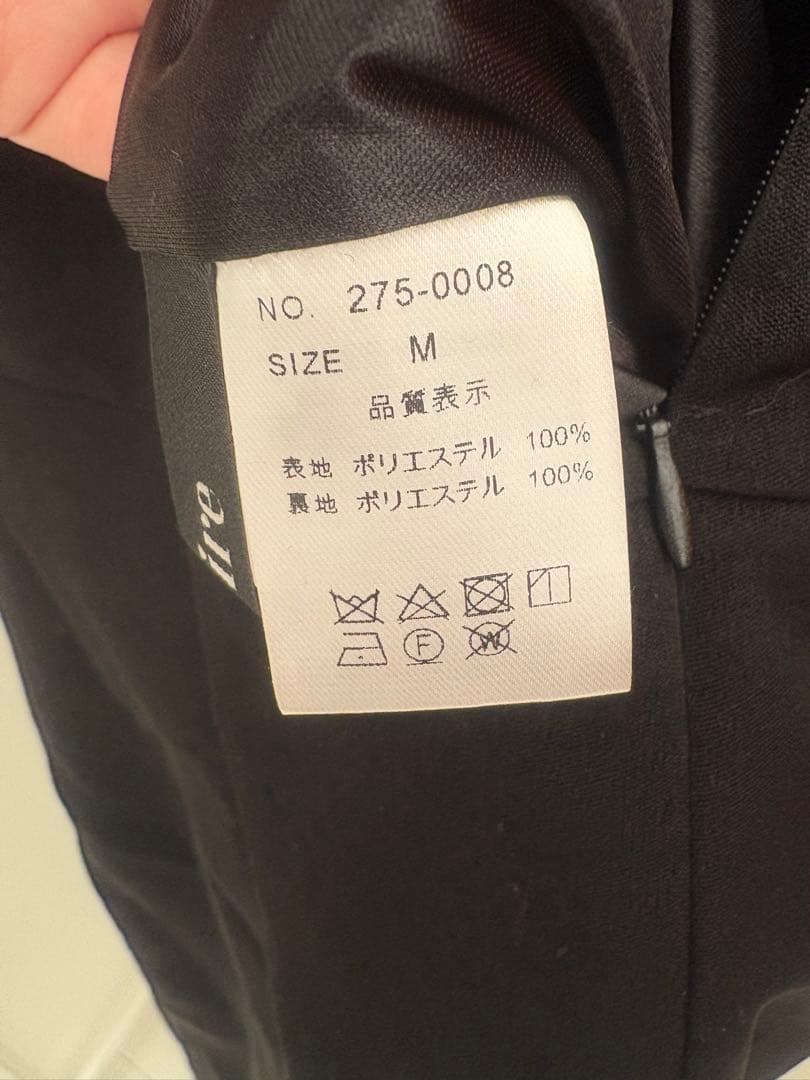 NO. 275-0008
SIZE M
品質表示
表地 ポリエステル 100%
裏地 ポリエステル 100%
F
W
ire